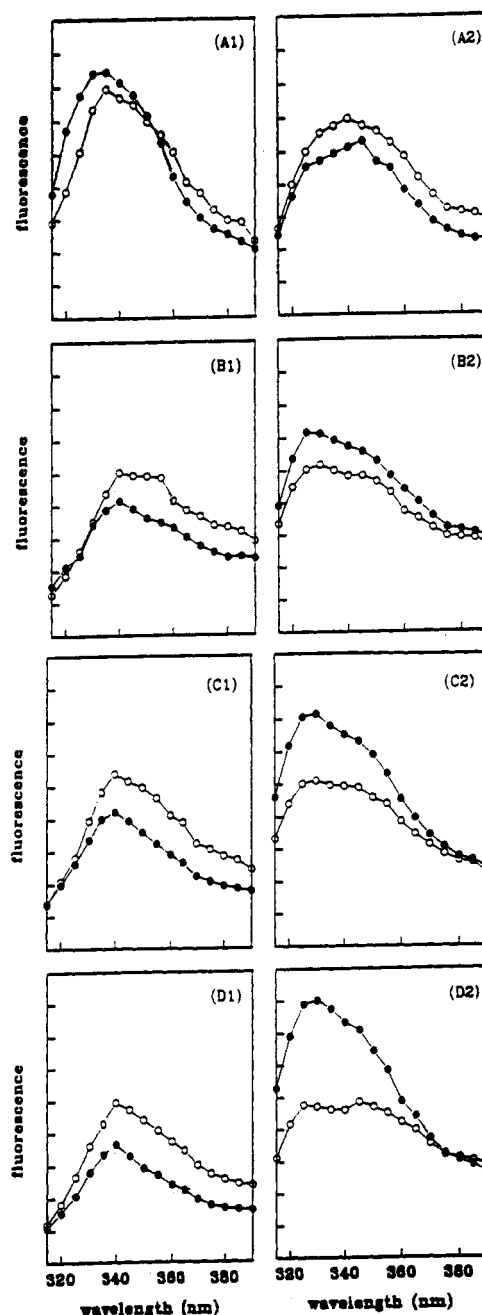 (A1)
(A2)
fluorescence
(B1)
(B2)
fluorescence
(C1)
(C2)
fluorescence
(D1)
(D2)
fluorescence
320 340 360 380
320 340 360 380
wavelength (nm)
wavelength (nm)